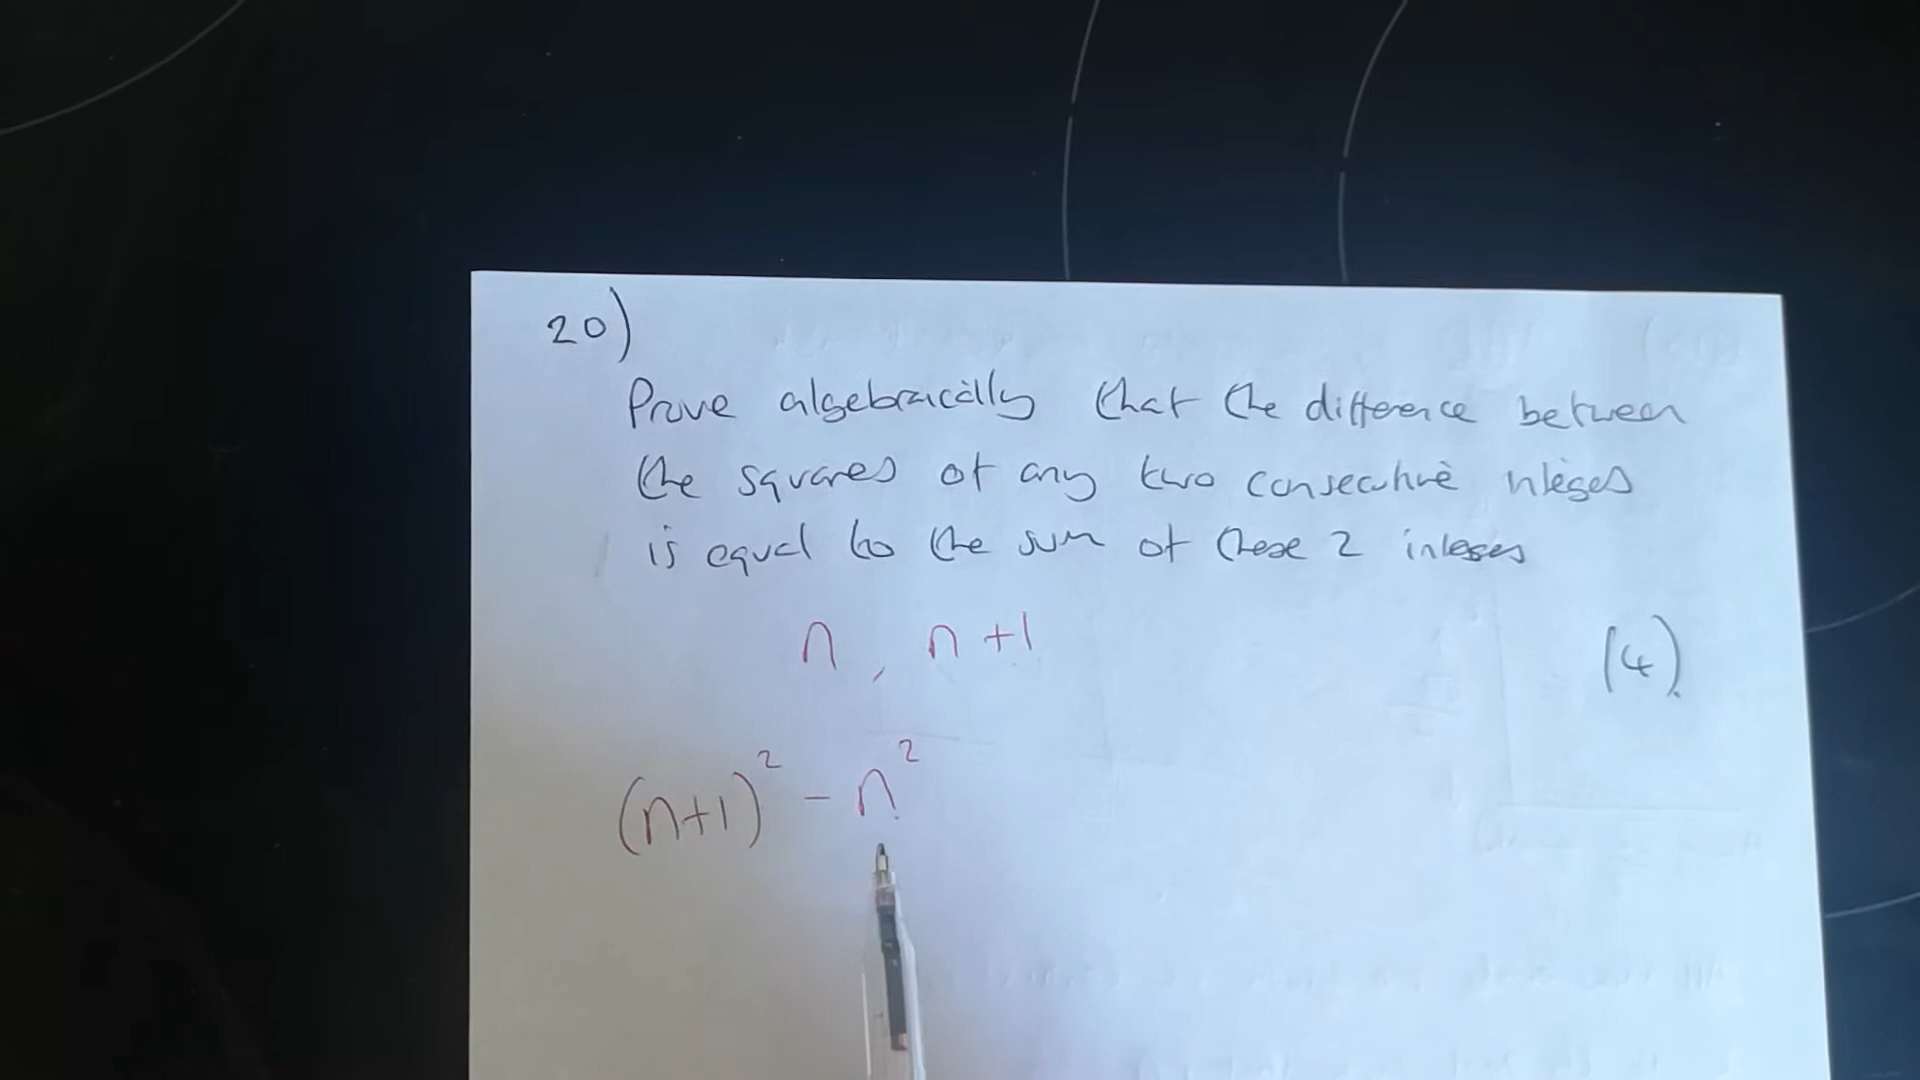 20)
Prove algebraically that the difference between
the squares of any two consecutive integers
is equal to the sum of these 2 integers
n, n+1
(4)
(n+1)² - n²